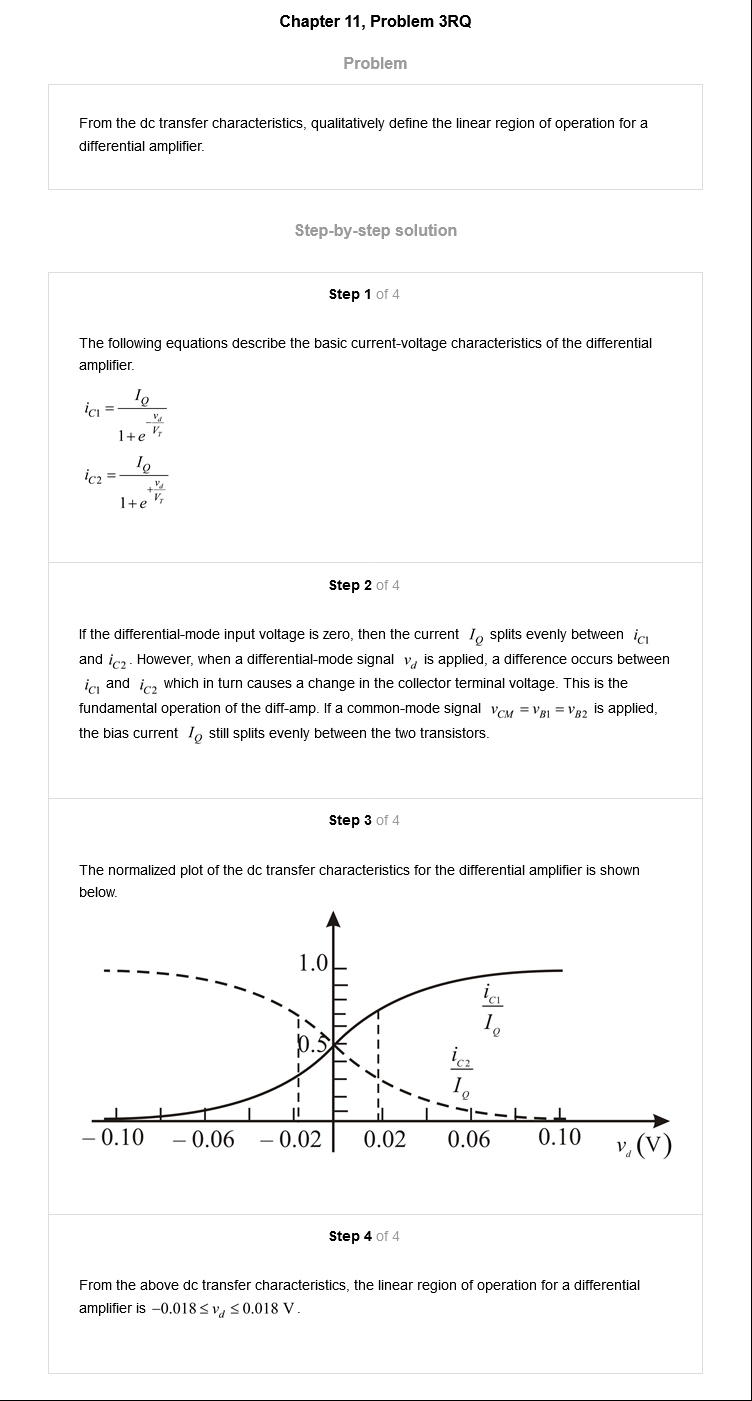 Chapter 11, Problem 3RQ
Problem
From the dc transfer characteristics, qualitatively define the linear region of operation for a
differential amplifier.
Step-by-step solution
Step 1 of 4
The following equations describe the basic current-voltage characteristics of the differential
amplifier.
i_{C1} = \frac{I_Q}{1+e^{-\frac{v_d}{V_T}}}
i_{C2} = \frac{I_Q}{1+e^{+\frac{v_d}{V_T}}}
Step 2 of 4
If the differential-mode input voltage is zero, then the current I_Q splits evenly between i_{C1}
and i_{C2}. However, when a differential-mode signal v_d is applied, a difference occurs between
i_{C1} and i_{C2} which in turn causes a change in the collector terminal voltage. This is the
fundamental operation of the diff-amp. If a common-mode signal v_{CM} = v_{B1} = v_{B2} is applied,
the bias current I_Q still splits evenly between the two transistors.
Step 3 of 4
The normalized plot of the dc transfer characteristics for the differential amplifier is shown
below.
1.0
\frac{i_{C1}}{I_Q}
0.5
\frac{i_{C2}}{I_Q}
−0.10 −0.06 −0.02 0.02 0.06 0.10 v_d (V)
Step 4 of 4
From the above dc transfer characteristics, the linear region of operation for a differential
amplifier is −0.018 ≤ v_d ≤ 0.018 V.